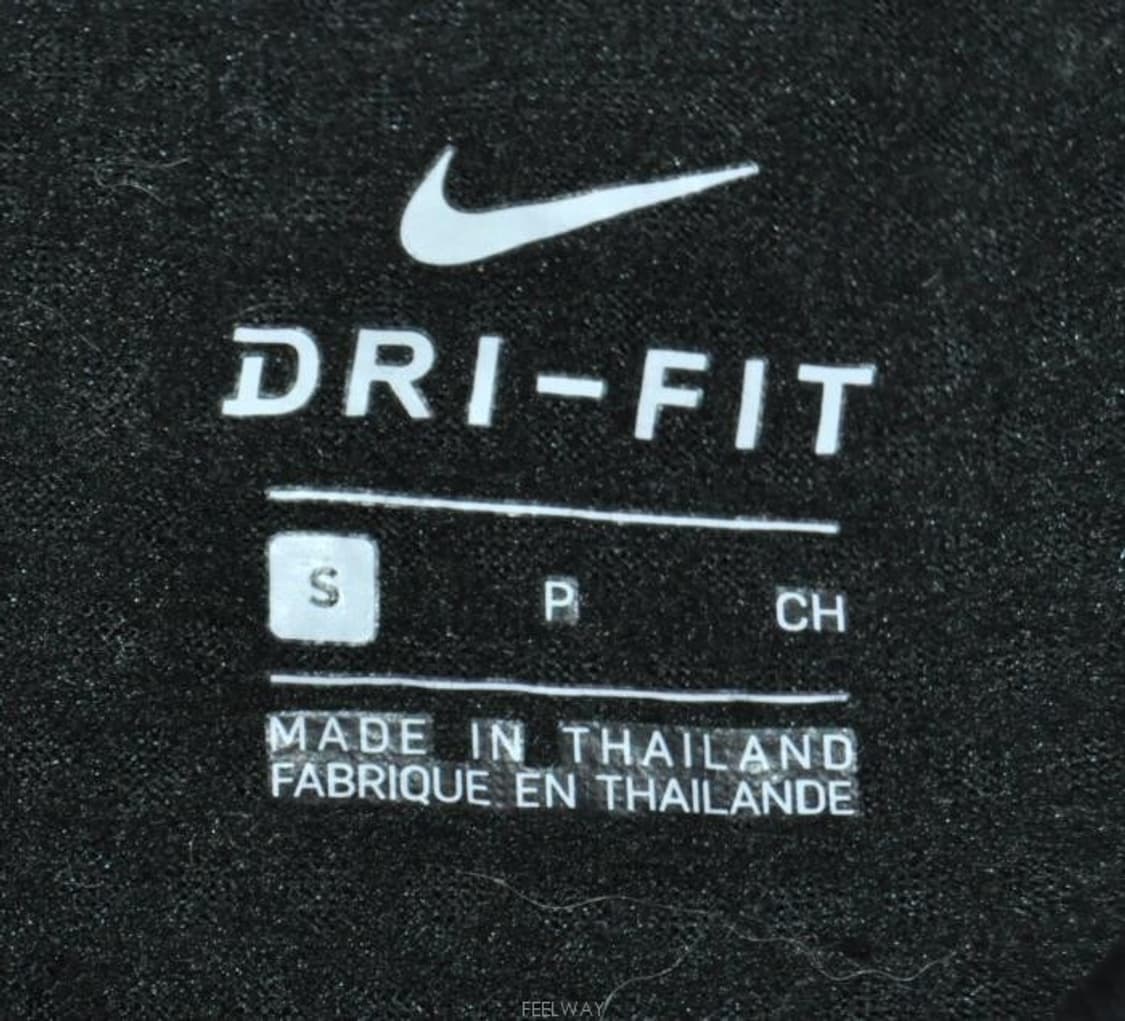 DRI-FIT
S P CH
MADE IN THAILAND
FABRIQUE EN THAILANDE
FEELWAY